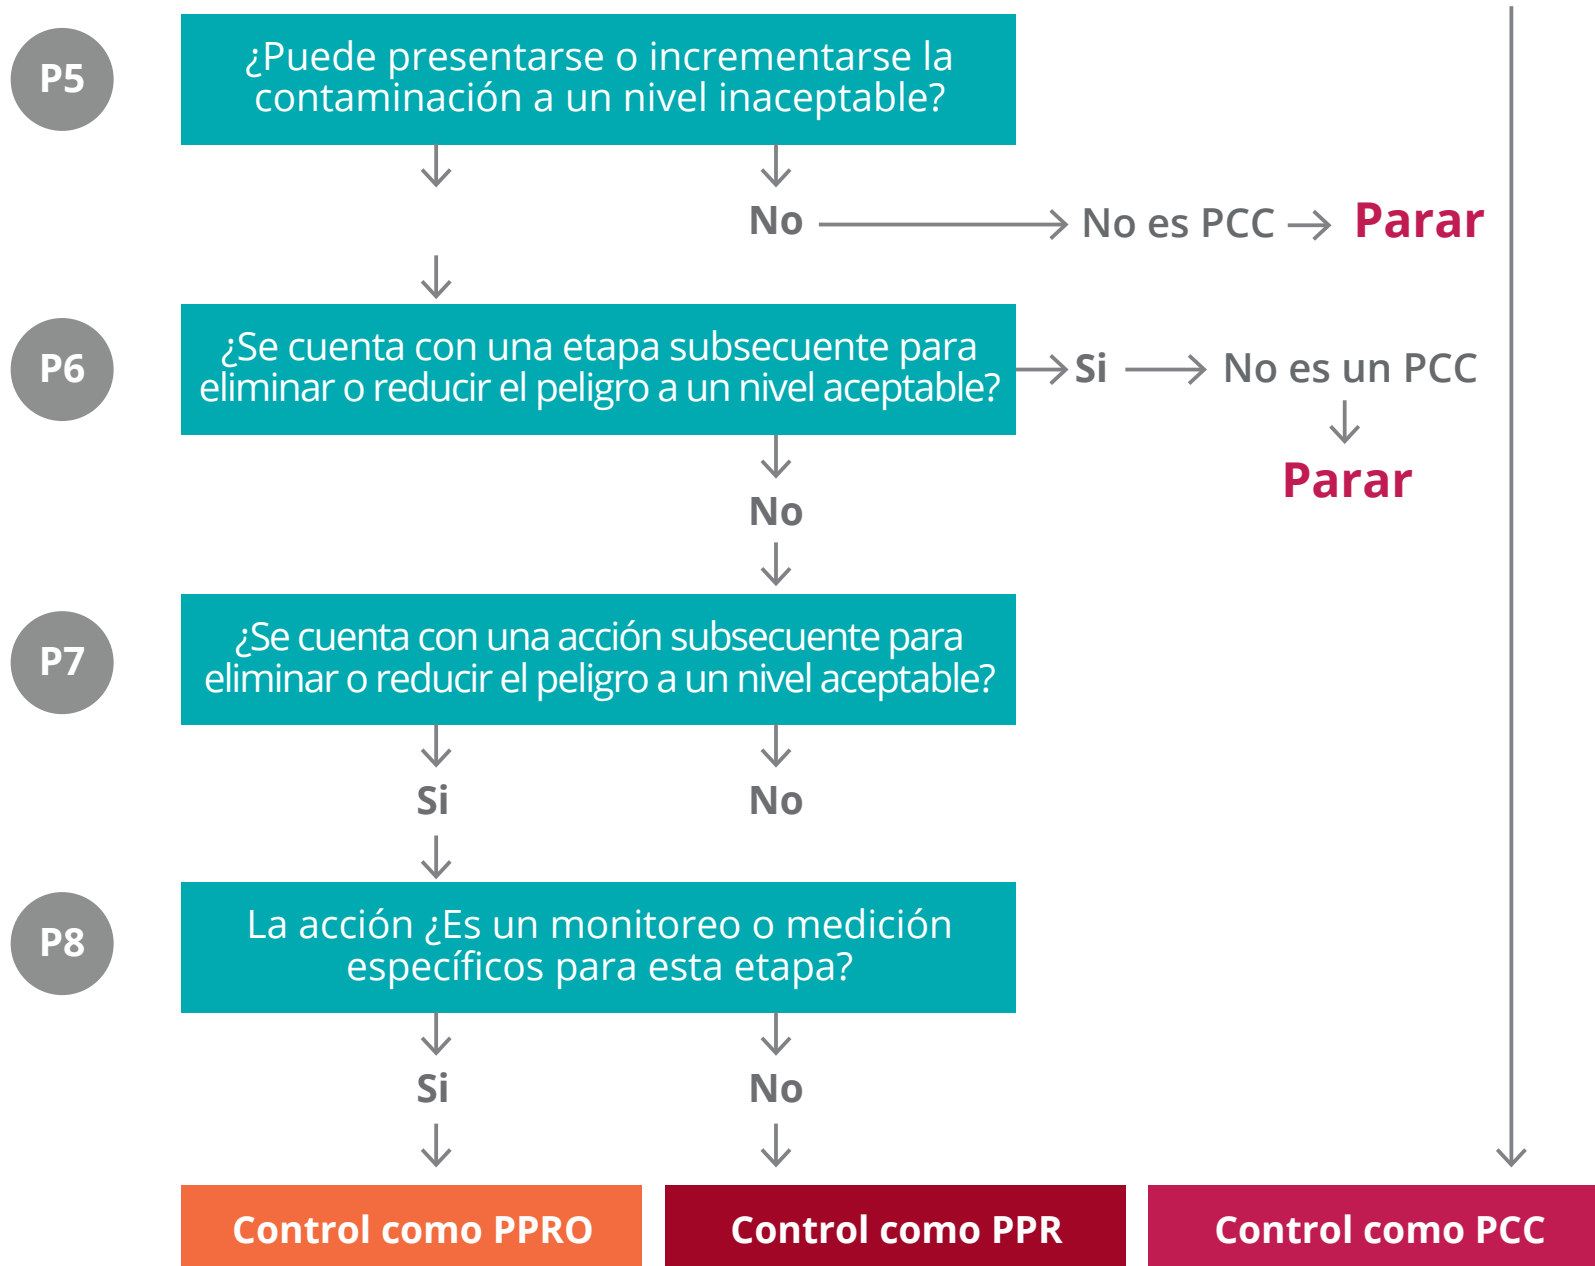 P5
¿Puede presentarse o incrementarse la
contaminación a un nivel inaceptable?
No
No es PCC
Parar
P6
¿Se cuenta con una etapa subsecuente para
eliminar o reducir el peligro a un nivel aceptable?
Si
No es un PCC
Parar
No
P7
¿Se cuenta con una acción subsecuente para
eliminar o reducir el peligro a un nivel aceptable?
Si
No
P8
La acción ¿Es un monitoreo o medición
específicos para esta etapa?
Si
No
Control como PPRO
Control como PPR
Control como PCC